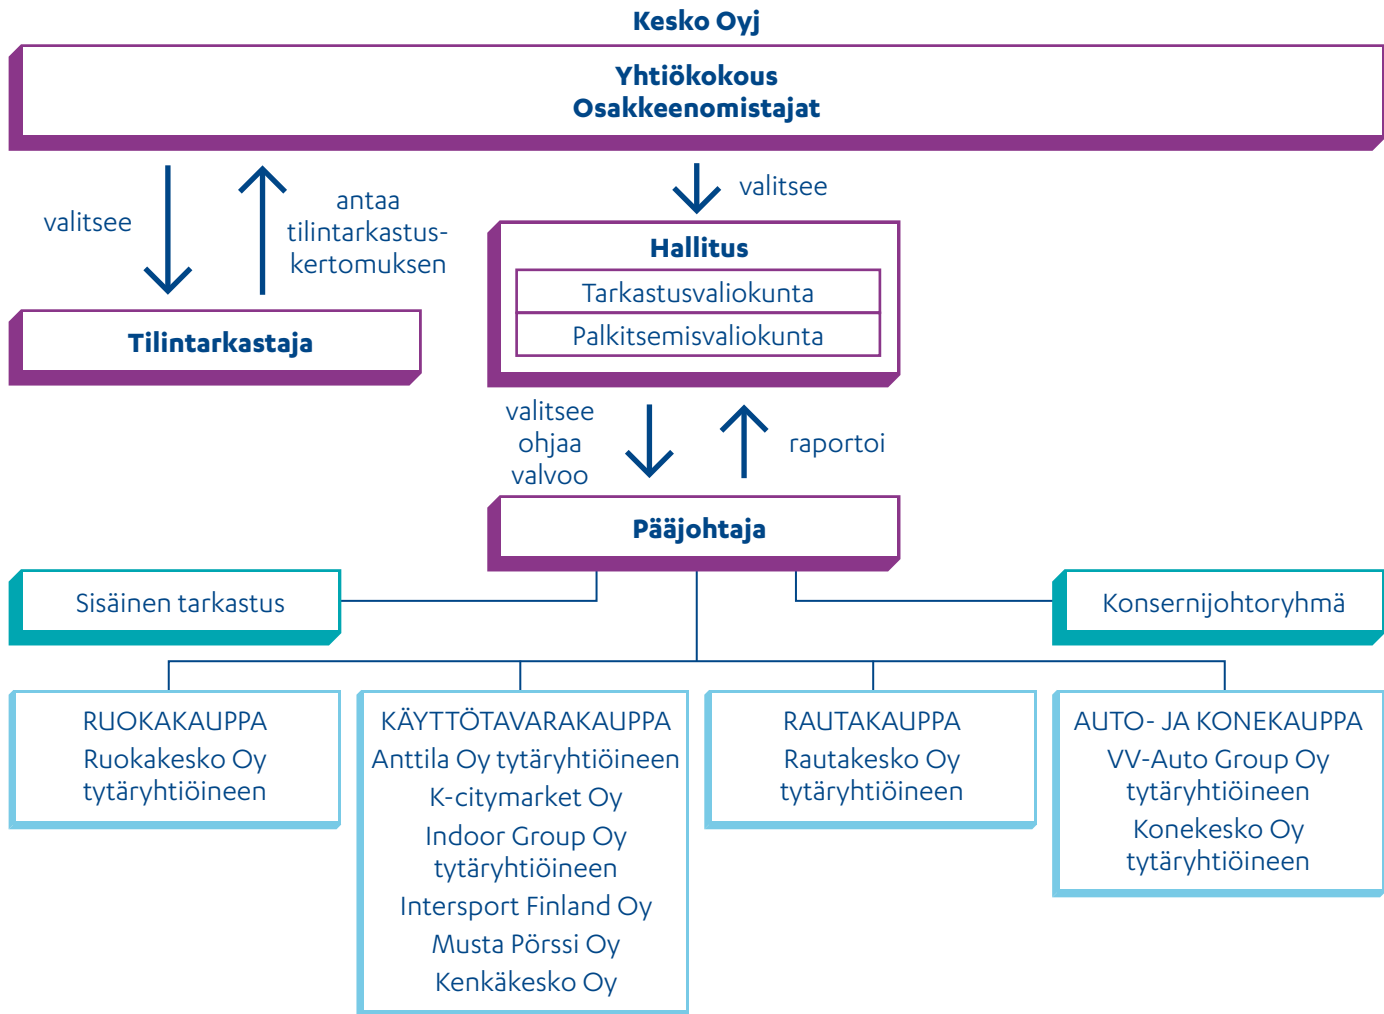 Kesko Oyj
Yhtiökokous
Osakkeenomistajat
valitsee
antaa
tilintarkastus-
kertomuksen
valitsee
Tilintarkastaja
Hallitus
Tarkastusvaliokunta
Palkitsemisvaliokunta
valitsee
ohjaa
valvoo
raportoi
Pääjohtaja
Sisäinen tarkastus
Konsernijohtoryhmä
RUOKAKAUPPA
Ruokakesko Oy
tytäryhtiöineen
KÄYTTÖTAVARAKAUPPA
Anttila Oy tytäryhtiöineen
K-citymarket Oy
Indoor Group Oy
tytäryhtiöineen
Intersport Finland Oy
Musta Pörssi Oy
Kenkäkesko Oy
RAUTAKAUPPA
Rautakesko Oy
tytäryhtiöineen
AUTO- JA KONEKAUPPA
VV-Auto Group Oy
tytäryhtiöineen
Konekesko Oy
tytäryhtiöineen